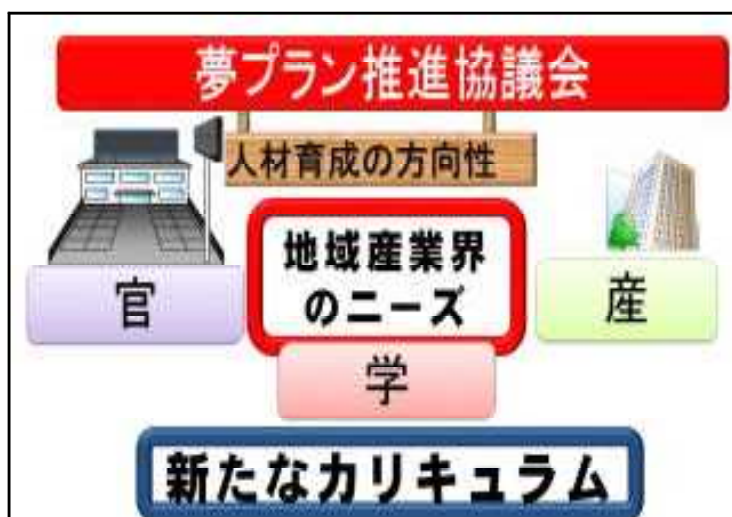 夢プラン推進協議会
人材育成の方向性
地域産業界
のニーズ
官
産
学
新たなカリキュラム